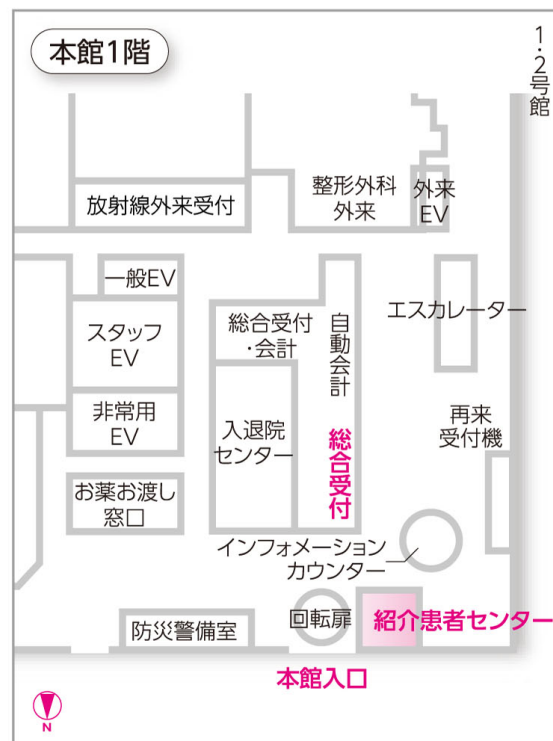 本館1階
1・2号館
放射線外来受付
整形外科
外来
外来
EV
一般EV
スタッフ
EV
総合受付
・会計
自動会計
エスカレーター
非常用
EV
入退院
センター
総合受付
再来
受付機
お薬お渡し
窓口
インフォメーション
カウンター
防災警備室
回転扉
紹介患者センター
本館入口
N